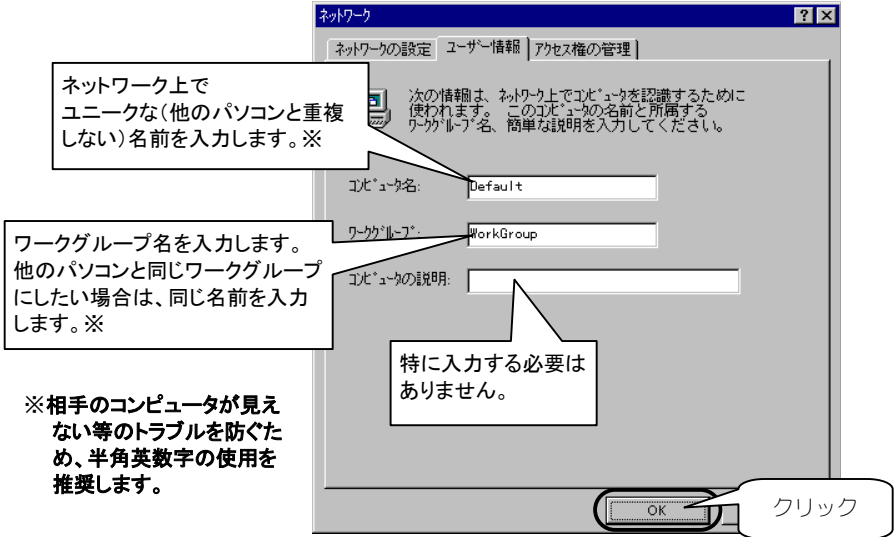 ネットワーク
ネットワークの設定 ユーザー情報 アクセス権の管理
ネットワーク上で
ユニークな(他のパソコンと重複
しない)名前を入力します。※
次の情報は、ネットワーク上でコンピュータを認識するために
使われます。 このコンピュータの名前と所属する
ワークグループ名、簡単な説明を入力してください。
コンピュータ名: Default
ワークグループ: WorkGroup
ワークグループ名を入力します。
他のパソコンと同じワークグループ
にしたい場合は、同じ名前を入力
します。※
コンピュータの説明:
特に入力する必要は
ありません。
※相手のコンピュータが見え
ない等のトラブルを防ぐた
め、半角英数字の使用を
推奨します。
OK
クリック